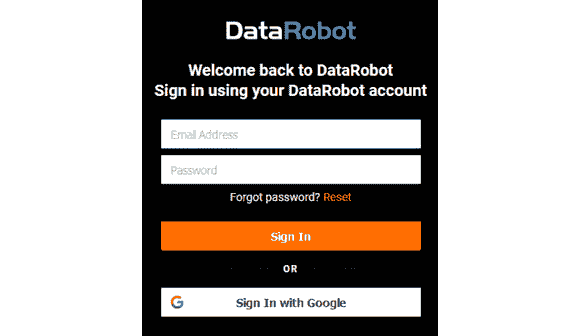 DataRobot
Welcome back to DataRobot
Sign in using your DataRobot account
Email Address
Password
Forgot password? Reset
Sign In
OR
Sign In with Google